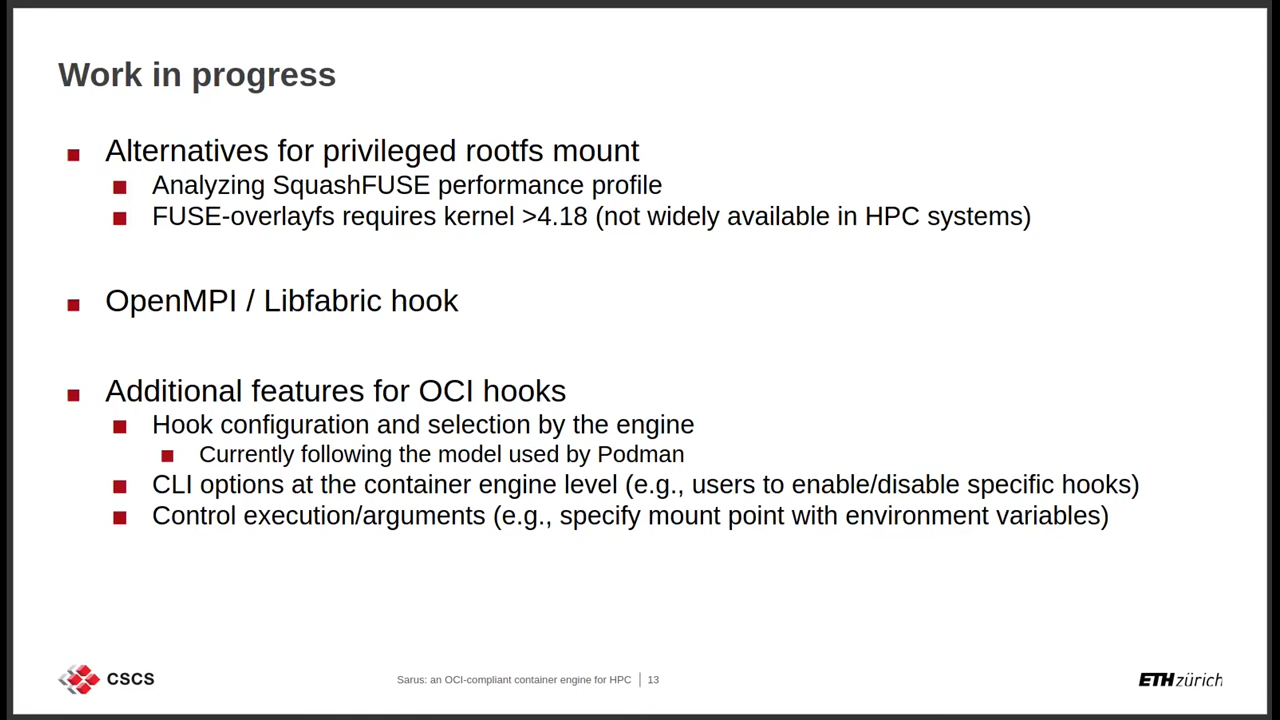 Work in progress
Alternatives for privileged rootfs mount
Analyzing SquashFUSE performance profile
FUSE-overlayfs requires kernel >4.18 (not widely available in HPC systems)
OpenMPI / Libfabric hook
Additional features for OCI hooks
Hook configuration and selection by the engine
Currently following the model used by Podman
CLI options at the container engine level (e.g., users to enable/disable specific hooks)
Control execution/arguments (e.g., specify mount point with environment variables)
CSCS
Sarus: an OCI-compliant container engine for HPC | 13
ETH zürich